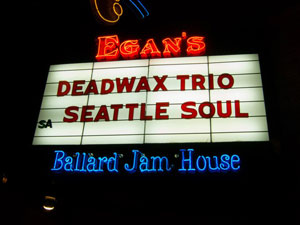 EGAN'S
DEADWAX TRIO
SA SEATTLE SOUL
Ballard Jam House